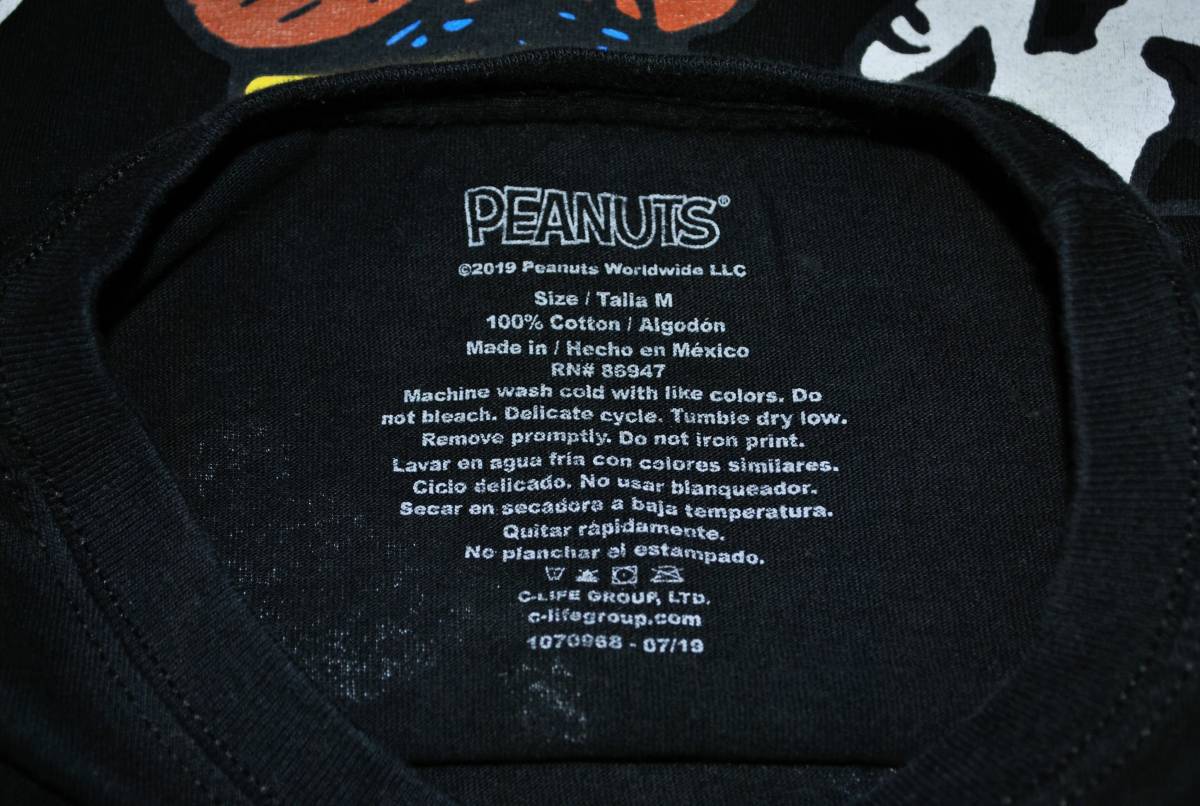 PEANUTS®
©2019 Peanuts Worldwide LLC
Size / Talla M
100% Cotton / Algodón
Made in / Hecho en México
RN# 86947
Machine wash cold with like colors. Do
not bleach. Delicate cycle. Tumble dry low.
Remove promptly. Do not iron print.
Lavar en agua fría con colores similares.
Ciclo delicado. No usar blanqueador.
Secar en secadora a baja temperatura.
Quitar rápidamente.
No planchar el estampado.
C-LIFE GROUP, LTD.
c-lifegroup.com
1070968 - 07/19